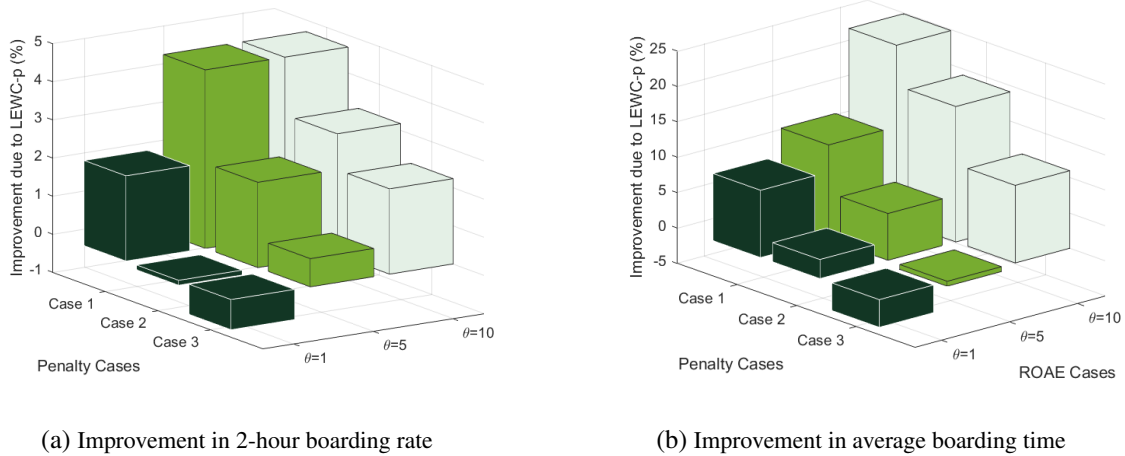 Improvement due to LEWC-p (%)
5
4
3
2
1
0
-1
Case 1
Case 2
Case 3
Penalty Cases
θ=1
θ=5
θ=10
(a) Improvement in 2-hour boarding rate
Improvement due to LEWC-p (%)
25
20
15
10
5
0
-5
Case 1
Case 2
Case 3
Penalty Cases
θ=1
θ=5
θ=10
ROAE Cases
(b) Improvement in average boarding time